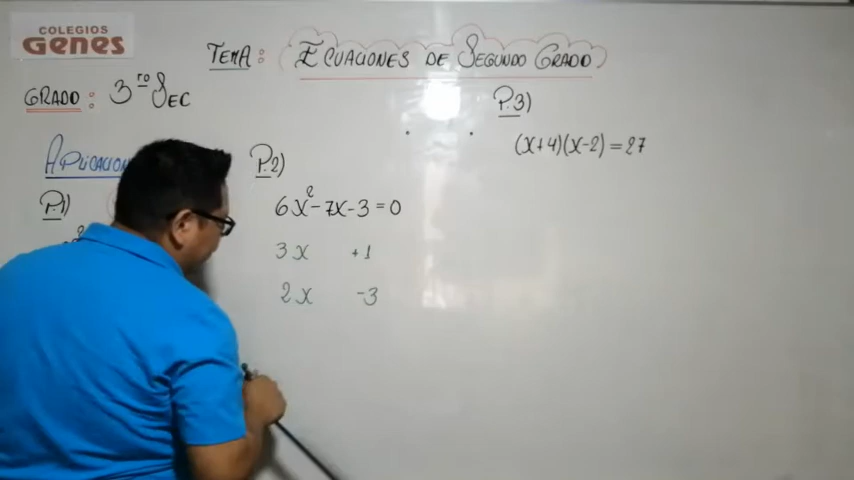 COLEGIOS
GENES
TEMA: ECUACIONES DE SEGUNDO GRADO
GRADO: 3ro SEC
APLICACION
P.1)
P.2)
6x²-7x-3=0
3x +1
2x -3
P.3)
(x+4)(x-2)=27